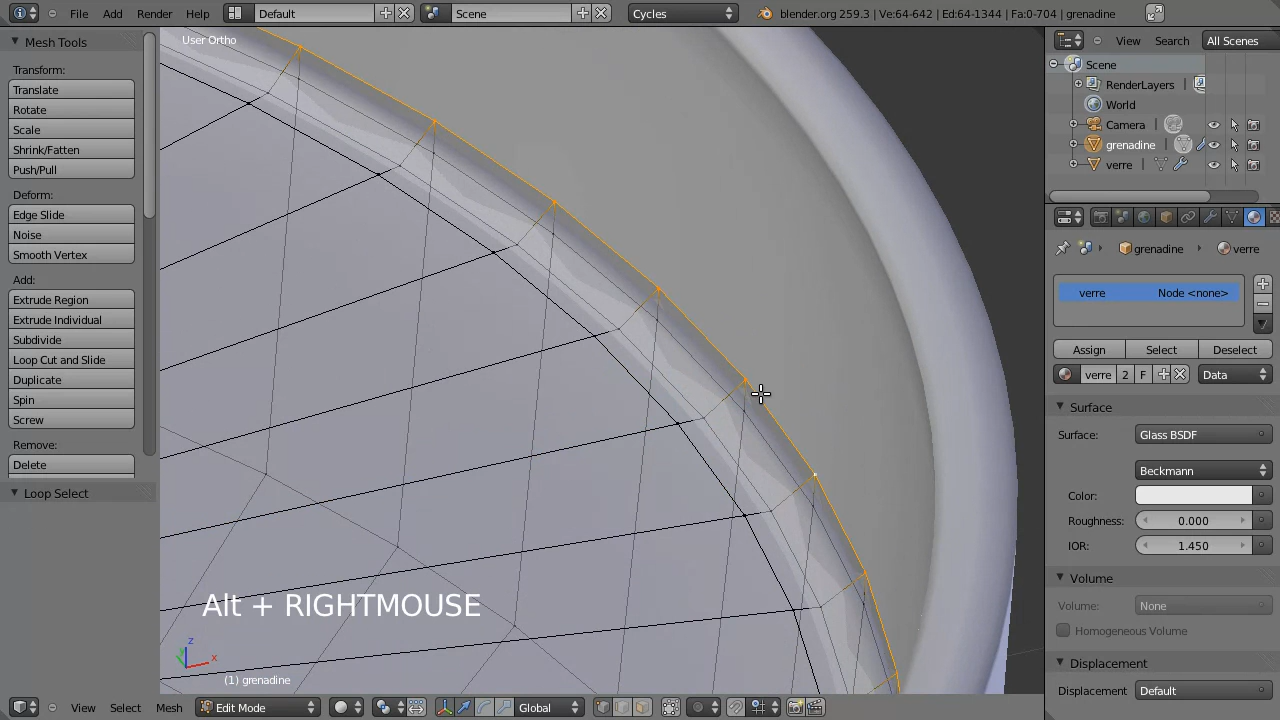 File Add Render Help Default Scene Cycles blender.org 259.3 | Ve:64-642 | Ed:64-1344 | Fa:0-704 | grenadine
Mesh Tools
User Ortho
View Search All Scenes
Transform:
Translate
Rotate
Scale
Shrink/Fatten
Push/Pull
Deform:
Edge Slide
Noise
Smooth Vertex
Add:
Extrude Region
Extrude Individual
Subdivide
Loop Cut and Slide
Duplicate
Spin
Screw
Remove:
Delete
Loop Select
Scene
RenderLayers
World
Camera
grenadine
verre
grenadine verre
verre Node <none>
Assign Select Deselect
verre 2 F Data
Surface
Surface: Glass BSDF
Beckmann
Color:
Roughness: 0.000
IOR: 1.450
Volume
Volume: None
Homogeneous Volume
Displacement
Displacement Default
Alt + RIGHTMOUSE
z
y
x
(1) grenadine
View Select Mesh Edit Mode Global